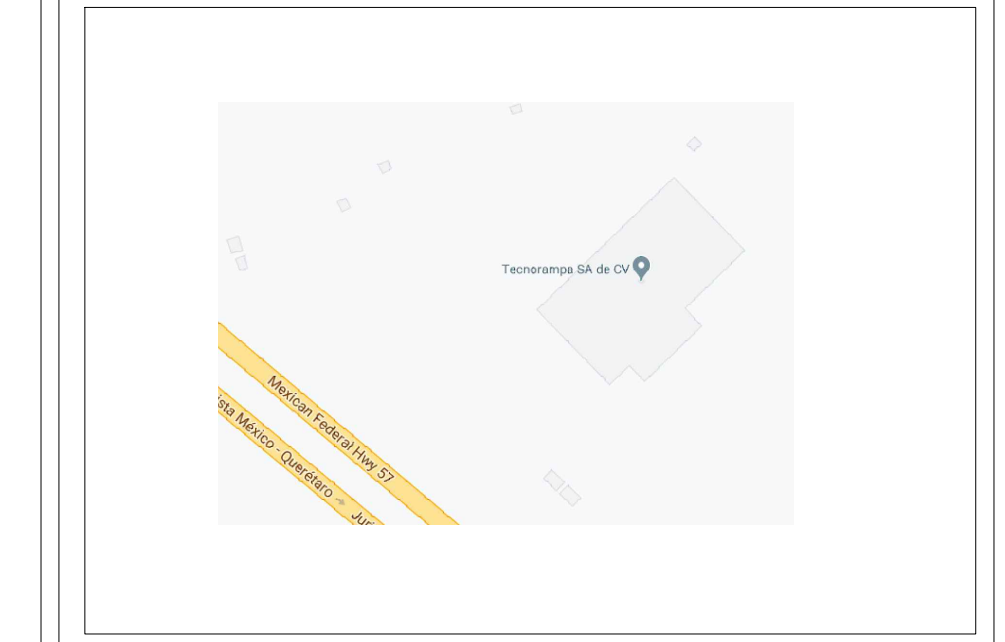 Tecnorampa SA de CV
Mexican Federal Hwy 57
ista México - Querétaro